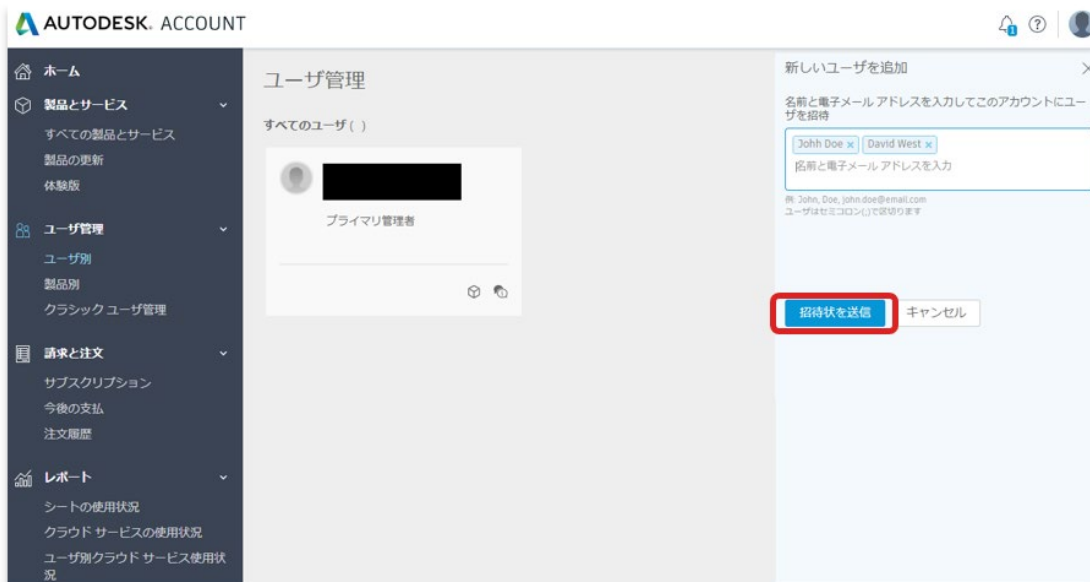 AUTODESK. ACCOUNT
1
?
ホーム
製品とサービス
すべての製品とサービス
製品の更新
体験版
ユーザ管理
ユーザ別
製品別
クラシック ユーザ管理
請求と注文
サブスクリプション
今後の支払
注文履歴
レポート
シートの使用状況
クラウド サービスの使用状況
ユーザ別クラウド サービス使用状
況
ユーザ管理
すべてのユーザ ( )
プライマリ管理者
新しいユーザを追加
名前と電子メール アドレスを入力してこのアカウントにユー
ザを招待
Johh Doe × David West ×
名前と電子メール アドレスを入力
例: John, Doe, john.doe@email.com
ユーザはセミコロン(;)で区切ります
招待状を送信 キャンセル